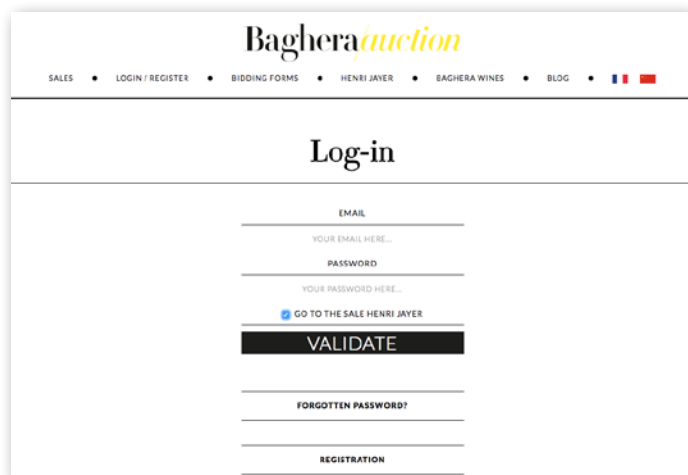 Baghera/auction
SALES • LOGIN / REGISTER • BIDDING FORMS • HENRI JAYER • BAGHERA WINES • BLOG •
Log-in
EMAIL
YOUR EMAIL HERE...
PASSWORD
YOUR PASSWORD HERE...
GO TO THE SALE HENRI JAYER
VALIDATE
FORGOTTEN PASSWORD?
REGISTRATION